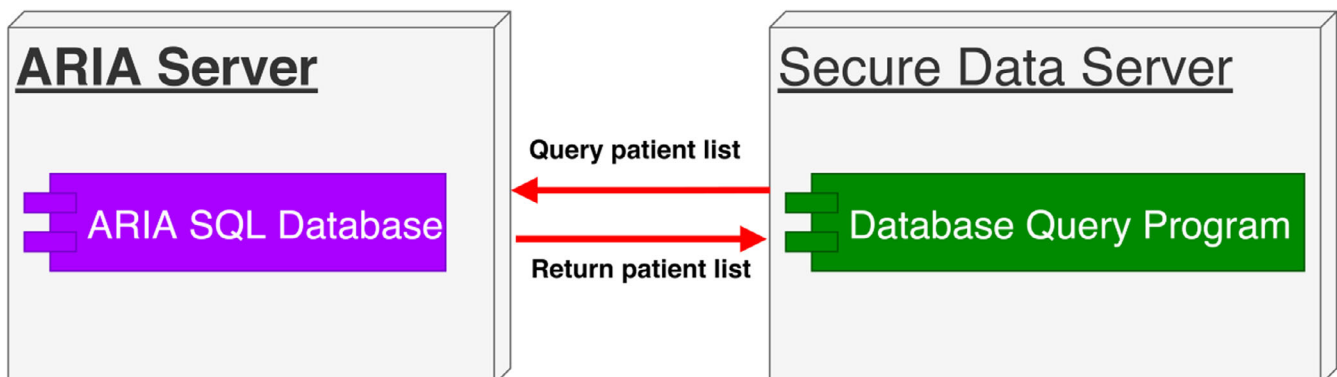 ARIA Server
Secure Data Server
Query patient list
ARIA SQL Database
Database Query Program
Return patient list